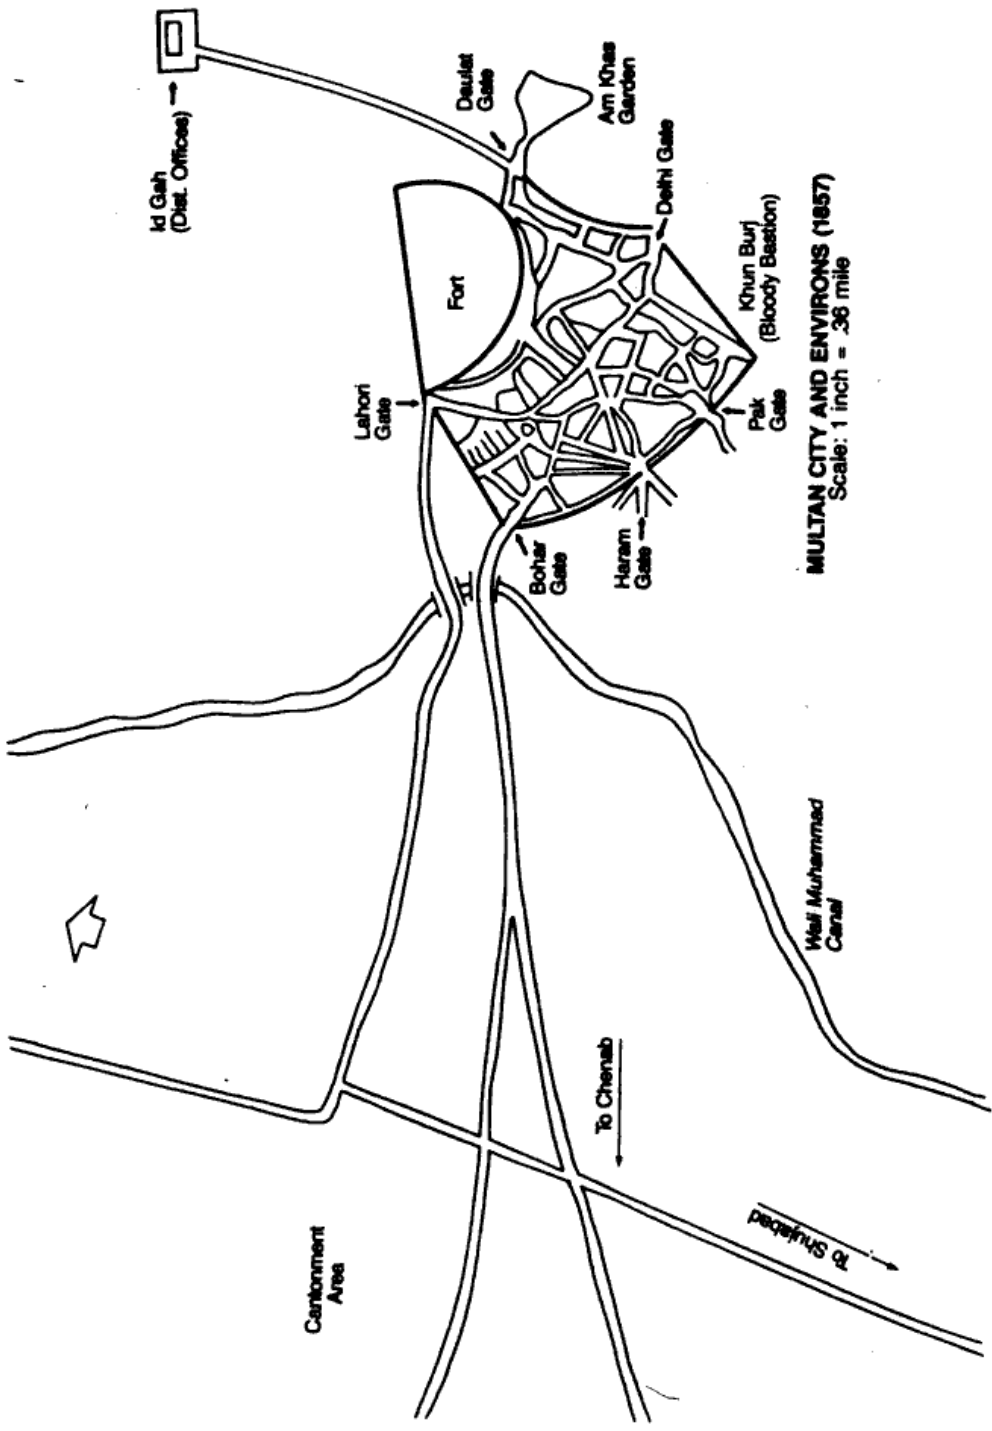 Id Gah
(Dist. Offices)
Daulat
Gate
Am Khas
Garden
Fort
Delhi Gate
Lahori
Gate
Khun Burj
(Bloody Bastion)
Pak
Gate
Haram
Gate
Bohar
Gate
Wali Muhammad
Canal
To Chenab
To Shujabad
Cantonment
Area
MULTAN CITY AND ENVIRONS (1857)
Scale: 1 inch = .36 mile